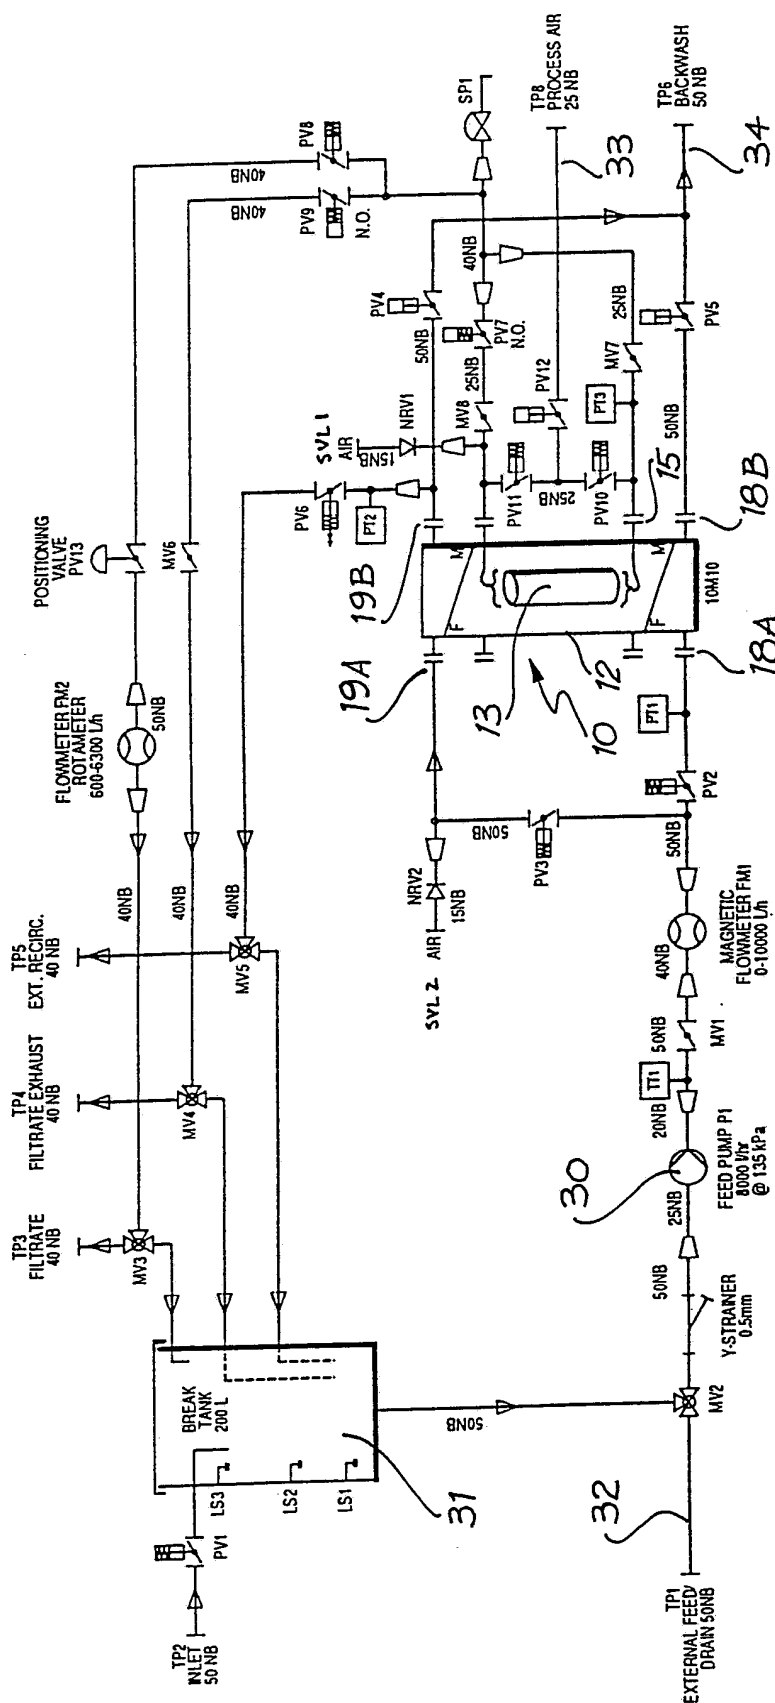 TP2
INLET
50 NB
PV1
BREAK
TANK
200 L
LS3
LS2
LS1
31
TP3
FILTRATE
40 NB
TP4
FILTRATE EXHAUST
40 NB
TP5
EXT. RECIRC.
40 NB
MV3
MV4
MV5
40NB
40NB
40NB
FLOWMETER FM2
ROTAMETER
600-6300 L/h
50NB
POSITIONING
VALVE
PV13
MV6
40NB
40NB
PV8
PV9
N.O.
SP1
PV6
PT2
SVL1
AIR
15NB
NRV1
50NB
PV4
40NB
25NB
PV7
N.O.
MV8
PV12
PV11
25NB
PV10
PT3
MV7
25NB
TP8
PROCESS AIR
25 NB
33
TP6
BACKWASH
50 NB
34
50NB
PV5
15
18B
19B
19A
M
F
M
F
10M10
13
12
10
18A
SVL2
AIR
NRV2
15NB
50NB
PV3
PT1
PV2
50NB
MAGNETIC
FLOWMETER FM1
0-10000 L/h
40NB
50NB
MV1
TT1
20NB
30
FEED PUMP P1
8000 l/hr
@ 135 kPa
25NB
50NB
Y-STRAINER
0.5mm
50NB
MV2
32
TP1
EXTERNAL FEED/
DRAIN 50NB